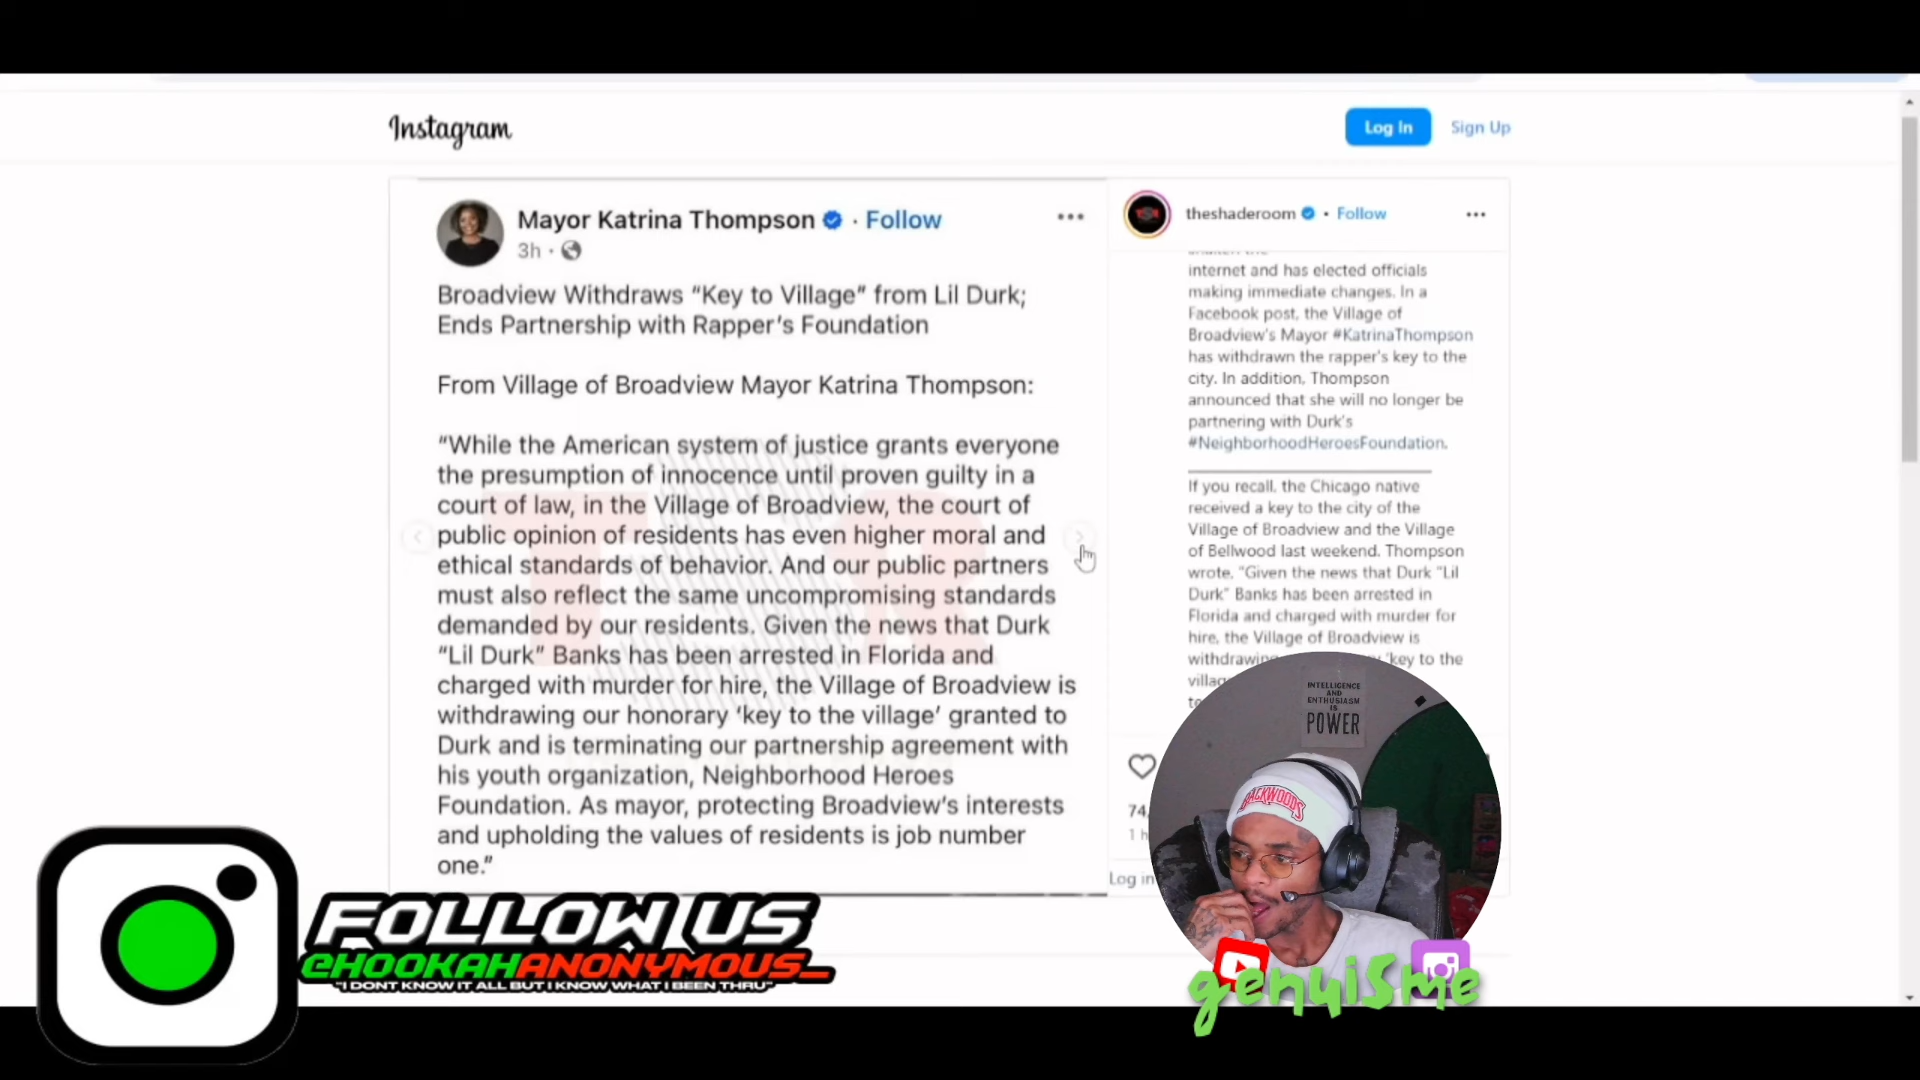 Instagram
Log In
Sign Up
Mayor Katrina Thompson · Follow
3h ·
Broadview Withdraws “Key to Village” from Lil Durk;
Ends Partnership with Rapper’s Foundation
From Village of Broadview Mayor Katrina Thompson:
“While the American system of justice grants everyone
the presumption of innocence until proven guilty in a
court of law, in the Village of Broadview, the court of
public opinion of residents has even higher moral and
ethical standards of behavior. And our public partners
must also reflect the same uncompromising standards
demanded by our residents. Given the news that Durk
“Lil Durk” Banks has been arrested in Florida and
charged with murder for hire, the Village of Broadview is
withdrawing our honorary ‘key to the village’ granted to
Durk and is terminating our partnership agreement with
his youth organization, Neighborhood Heroes
Foundation. As mayor, protecting Broadview’s interests
and upholding the values of residents is job number
one.”
theshaderoom · Follow
internet and has elected officials
making immediate changes. In a
Facebook post, the Village of
Broadview's Mayor #KatrinaThompson
has withdrawn the rapper's key to the
city. In addition, Thompson
announced that she will no longer be
partnering with Durk's
#NeighborhoodHeroesFoundation.
If you recall, the Chicago native
received a key to the city of the
Village of Broadview and the Village
of Bellwood last weekend. Thompson
wrote, "Given the news that Durk "Lil
Durk" Banks has been arrested in
Florida and charged with murder for
hire, the Village of Broadview is
'key to the
74,
1 h
Log in
INTELLIGENCE
AND
ENTHUSIASM
IS
POWER
BACKWOODS
genuiSme
FOLLOW US
@HOOKAHANONYMOUS_
"I DONT KNOW IT ALL BUT I KNOW WHAT I BEEN THRU"